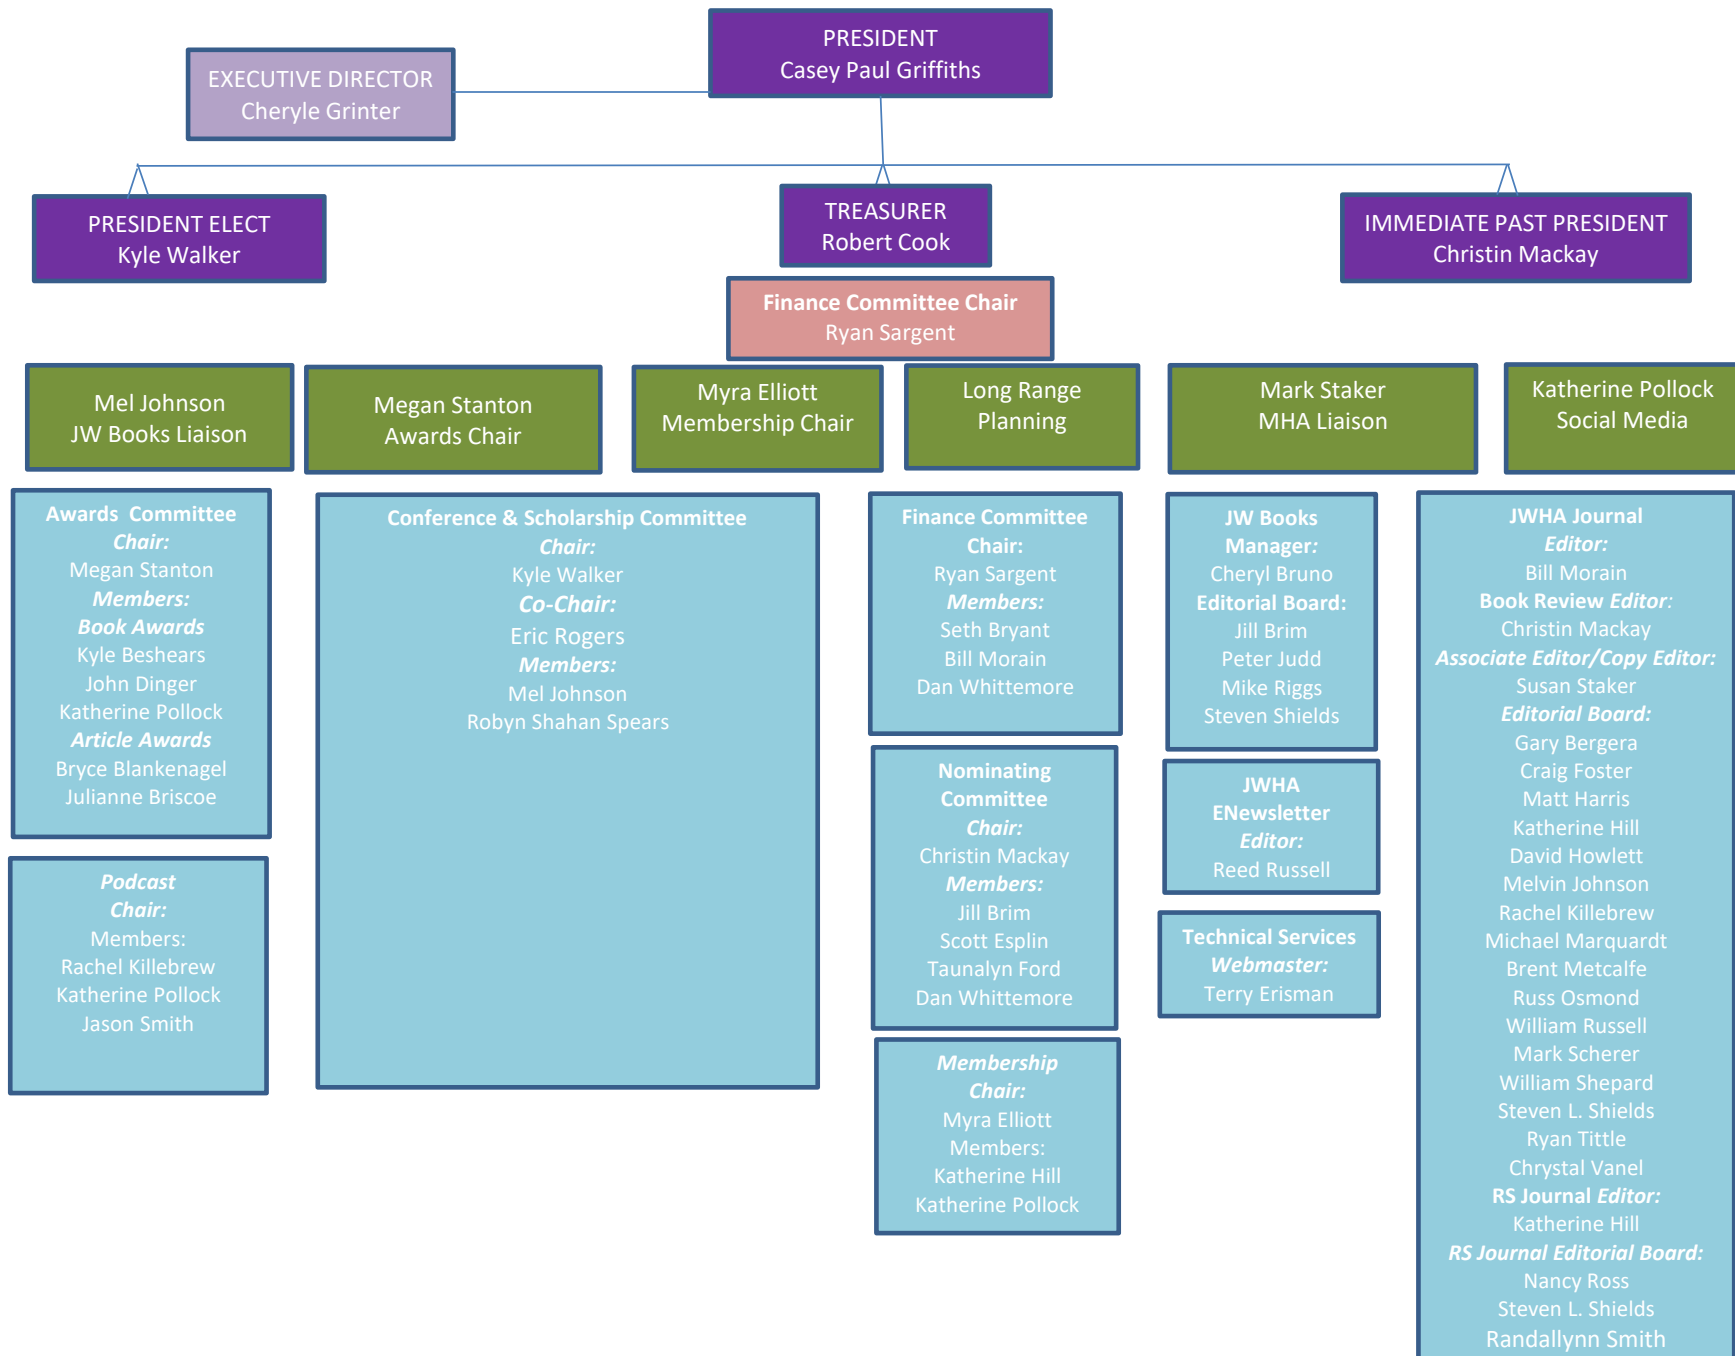 PRESIDENT
Casey Paul Griffiths
EXECUTIVE DIRECTOR
Cheryle Grinter
PRESIDENT ELECT
Kyle Walker
TREASURER
Robert Cook
IMMEDIATE PAST PRESIDENT
Christin Mackay
Finance Committee Chair
Ryan Sargent
Mel Johnson
JW Books Liaison
Megan Stanton
Awards Chair
Myra Elliott
Membership Chair
Long Range
Planning
Mark Staker
MHA Liaison
Katherine Pollock
Social Media
Awards  Committee
Chair:
Megan Stanton
Members:
Book Awards
Kyle Beshears
John Dinger
Katherine Pollock
Article Awards
Bryce Blankenagel
Julianne Briscoe
Podcast
Chair:
Members:
Rachel Killebrew
Katherine Pollock
Jason Smith
Conference & Scholarship Committee
Chair:
Kyle Walker
Co-Chair:
Eric Rogers
Members:
Mel Johnson
Robyn Shahan Spears
Finance Committee
Chair:
Ryan Sargent
Members:
Seth Bryant
Bill Morain
Dan Whittemore
Nominating
Committee
Chair:
Christin Mackay
Members:
Jill Brim
Scott Esplin
Taunalyn Ford
Dan Whittemore
Membership
Chair:
Myra Elliott
Members:
Katherine Hill
Katherine Pollock
JW Books
Manager:
Cheryl Bruno
Editorial Board:
Jill Brim
Peter Judd
Mike Riggs
Steven Shields
JWHA
ENewsletter
Editor:
Reed Russell
Technical Services
Webmaster:
Terry Erisman
JWHA Journal
Editor:
Bill Morain
Book Review Editor:
Christin Mackay
Associate Editor/Copy Editor:
Susan Staker
Editorial Board:
Gary Bergera
Craig Foster
Matt Harris
Katherine Hill
David Howlett
Melvin Johnson
Rachel Killebrew
Michael Marquardt
Brent Metcalfe
Russ Osmond
William Russell
Mark Scherer
William Shepard
Steven L. Shields
Ryan Tittle
Chrystal Vanel
RS Journal Editor:
Katherine Hill
RS Journal Editorial Board:
Nancy Ross
Steven L. Shields
Randallynn Smith